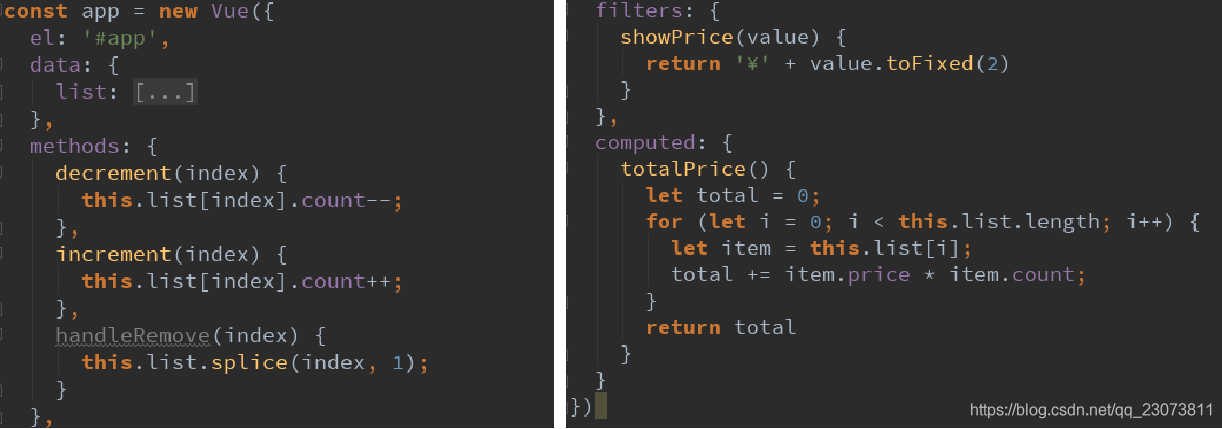 const app = new Vue({
  el: '#app',
  data: {
    list: [...]
  },
  methods: {
    decrement(index) {
      this.list[index].count--;
    },
    increment(index) {
      this.list[index].count++;
    },
    handleRemove(index) {
      this.list.splice(index, 1);
    }
  },
  filters: {
    showPrice(value) {
      return '¥' + value.toFixed(2)
    }
  },
  computed: {
    totalPrice() {
      let total = 0;
      for (let i = 0; i < this.list.length; i++) {
        let item = this.list[i];
        total += item.price * item.count;
      }
      return total
    }
  }
})
https://blog.csdn.net/qq_23073811